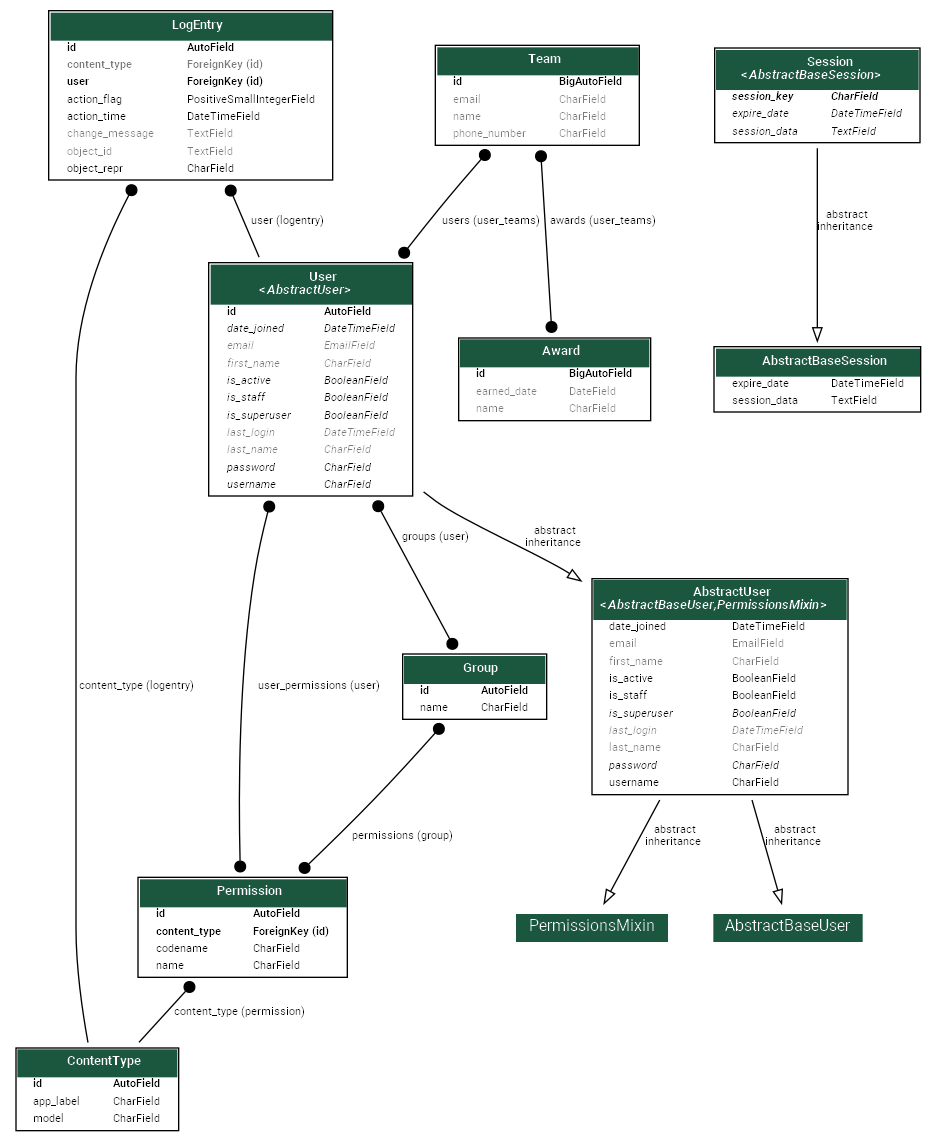 LogEntry
id AutoField
content_type ForeignKey (id)
user ForeignKey (id)
action_flag PositiveSmallIntegerField
action_time DateTimeField
change_message TextField
object_id TextField
object_repr CharField
Team
id BigAutoField
email CharField
name CharField
phone_number CharField
Session
<AbstractBaseSession>
session_key CharField
expire_date DateTimeField
session_data TextField
user (logentry)
users (user_teams)
awards (user_teams)
abstract
inheritance
User
<AbstractUser>
id AutoField
date_joined DateTimeField
email EmailField
first_name CharField
is_active BooleanField
is_staff BooleanField
is_superuser BooleanField
last_login DateTimeField
last_name CharField
password CharField
username CharField
Award
id BigAutoField
earned_date DateField
name CharField
AbstractBaseSession
expire_date DateTimeField
session_data TextField
groups (user)
abstract
inheritance
AbstractUser
<AbstractBaseUser,PermissionsMixin>
date_joined DateTimeField
email EmailField
first_name CharField
is_active BooleanField
is_staff BooleanField
is_superuser BooleanField
last_login DateTimeField
last_name CharField
password CharField
username CharField
content_type (logentry)
user_permissions (user)
Group
id AutoField
name CharField
permissions (group)
abstract
inheritance
abstract
inheritance
PermissionsMixin
AbstractBaseUser
Permission
id AutoField
content_type ForeignKey (id)
codename CharField
name CharField
content_type (permission)
ContentType
id AutoField
app_label CharField
model CharField